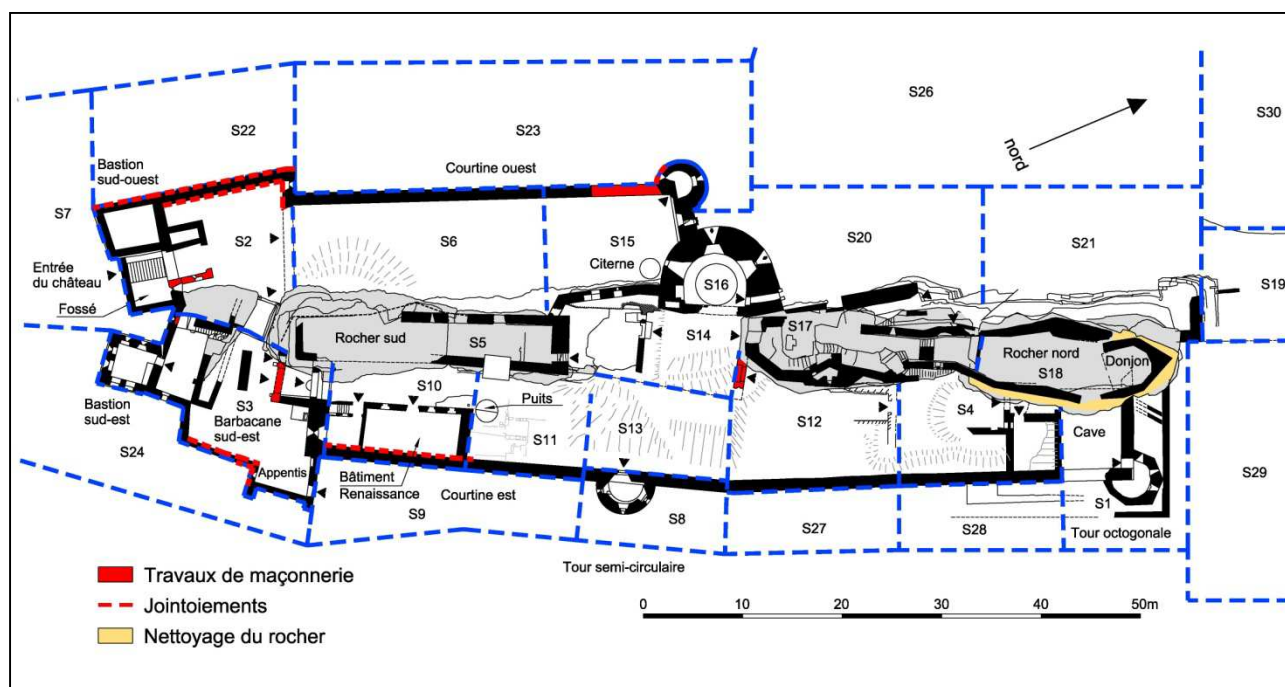 S22
S23
S26
S30
nord
Bastion
sud-ouest
Courtine ouest
S7
S2
S6
S15
S20
S21
Citerne
S16
S19
Entrée
du château
Fossé
Rocher sud
S5
S14
S17
Rocher nord
S18
Donjon
S10
Puits
S3
Barbacane
sud-est
Bastion
sud-est
S11
S13
S12
S4
Cave
S24
Appentis
Bâtiment
Renaissance
Courtine est
S9
S8
S27
S28
S1
S29
Tour octogonale
Tour semi-circulaire
Travaux de maçonnerie
Jointoiements
Nettoyage du rocher
0 10 20 30 40 50m